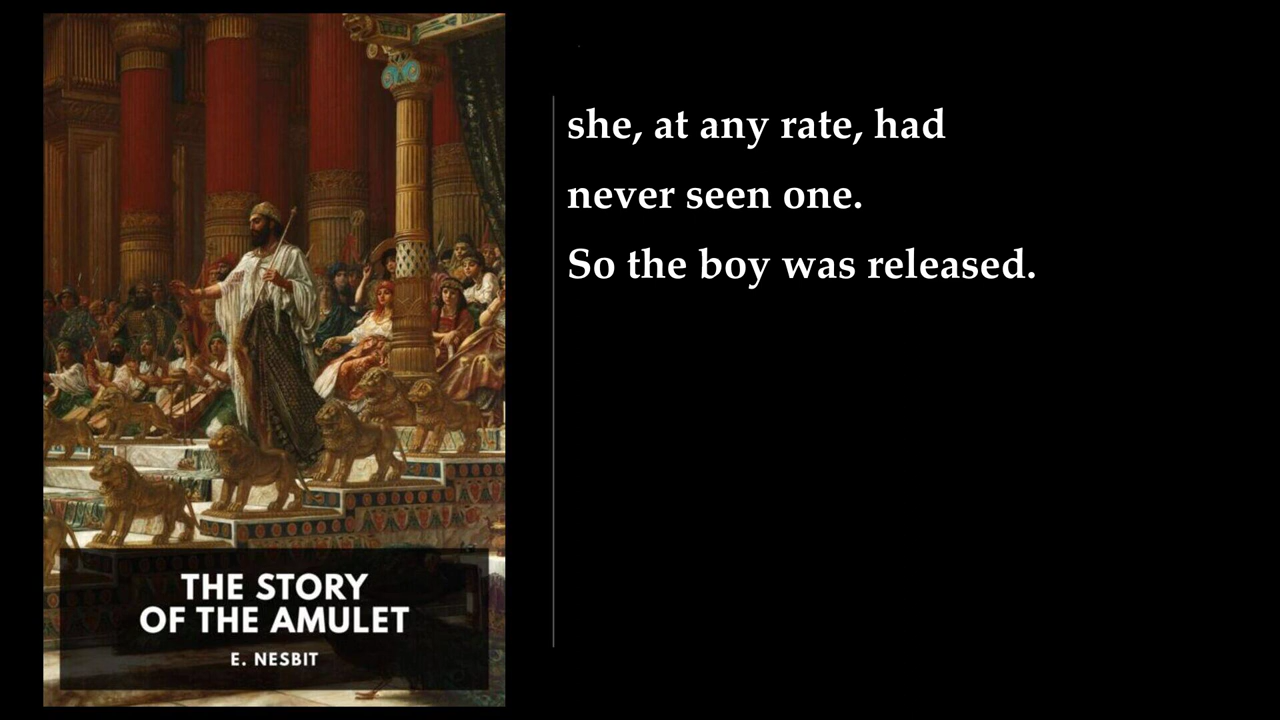 THE STORY
OF THE AMULET
E. NESBIT
she, at any rate, had
never seen one.
So the boy was released.